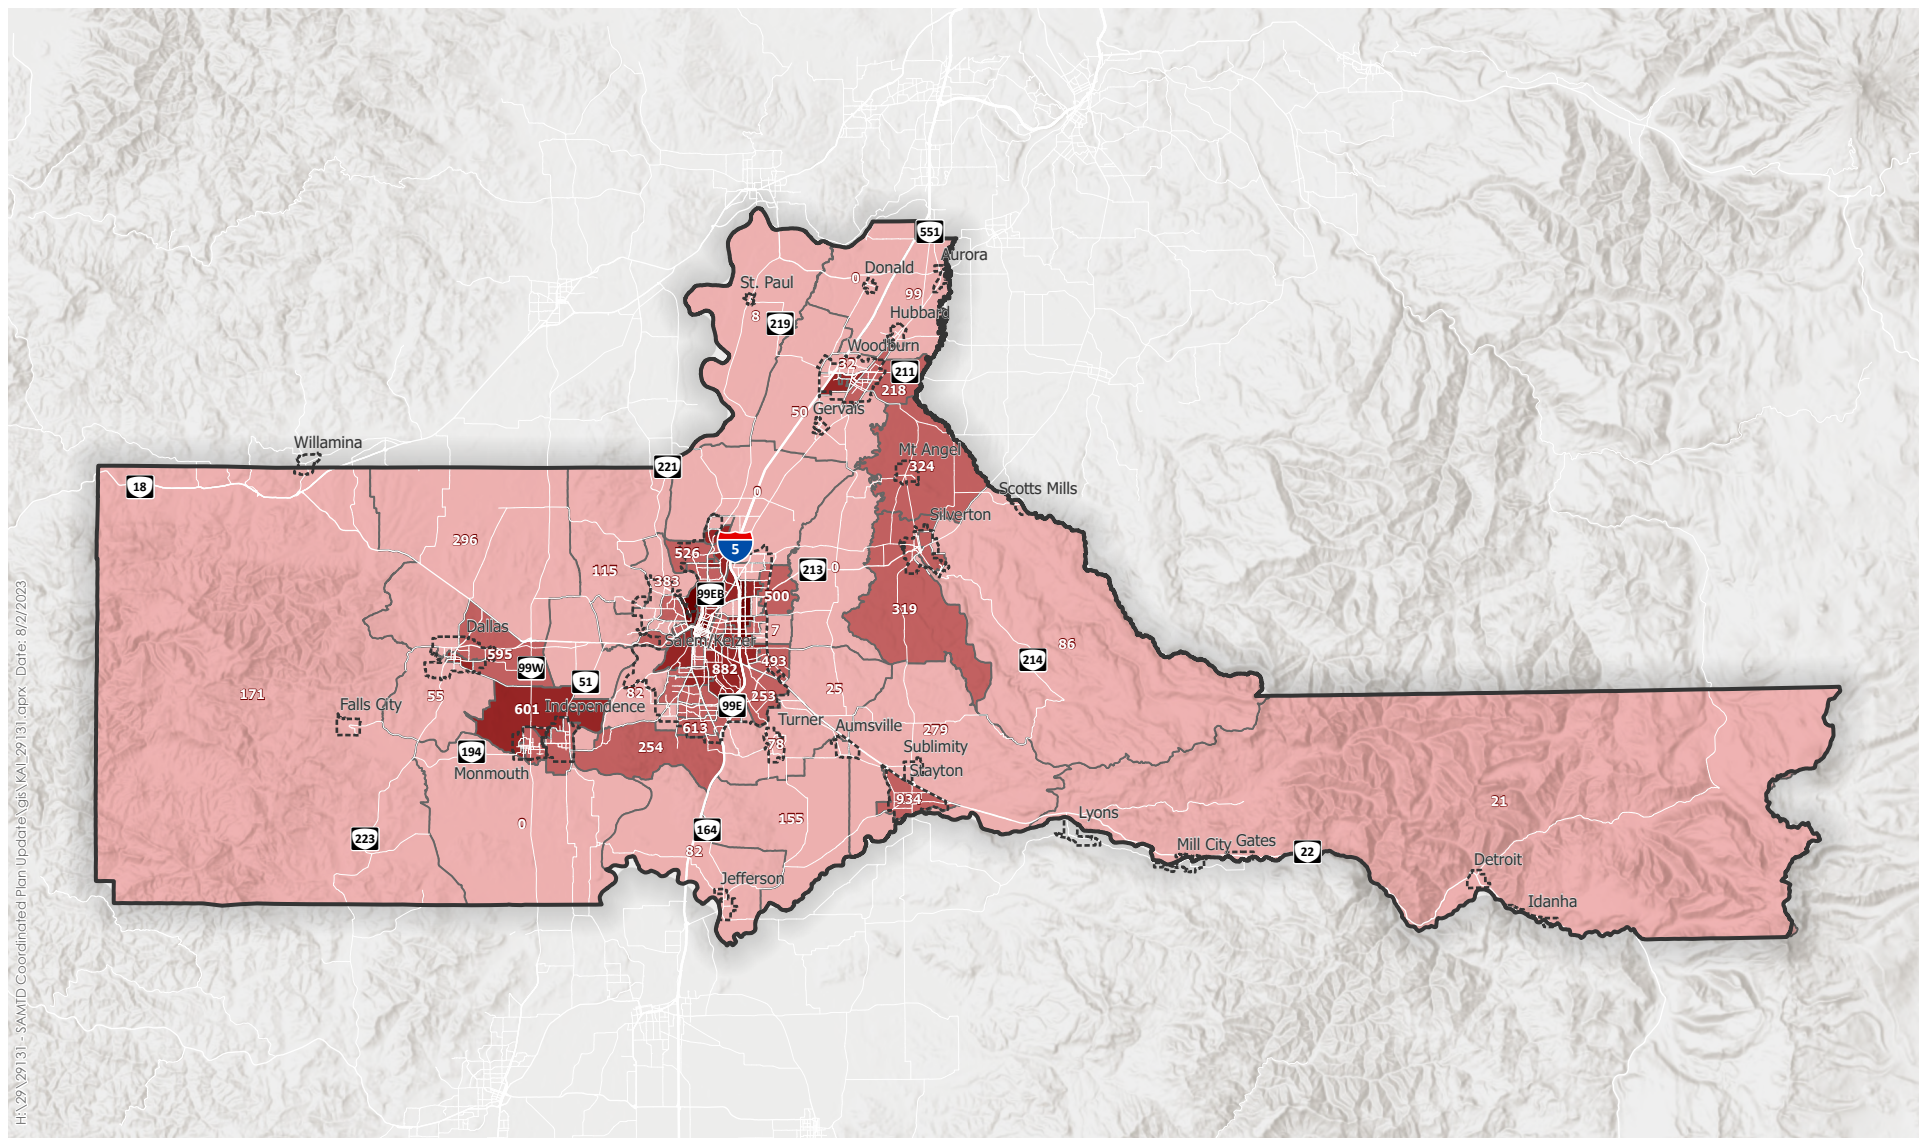 551
Aurora
Donald
0
St. Paul
99
8
219
Hubbard
Woodburn
32
211
218
50
Gervais
Willamina
221
Mt Angel
324
18
Scotts Mills
0
Silverton
296
5
526
115
383
213
0
99EB
500
319
Dallas
7
Salem/Keizer
86
595
99W
882
493
214
51
171
55
82
253
25
Falls City
601
Independence
99E
Turner
Aumsville
613
279
254
78
194
Sublimity
Monmouth
Stayton
934
21
155
Lyons
0
164
223
82
Mill City
Gates
22
Detroit
Jefferson
Idanha
H:\29\29131 - SAMTD Coordinated Plan Update\gis\KAI_29131.aprx Date: 8/2/2023